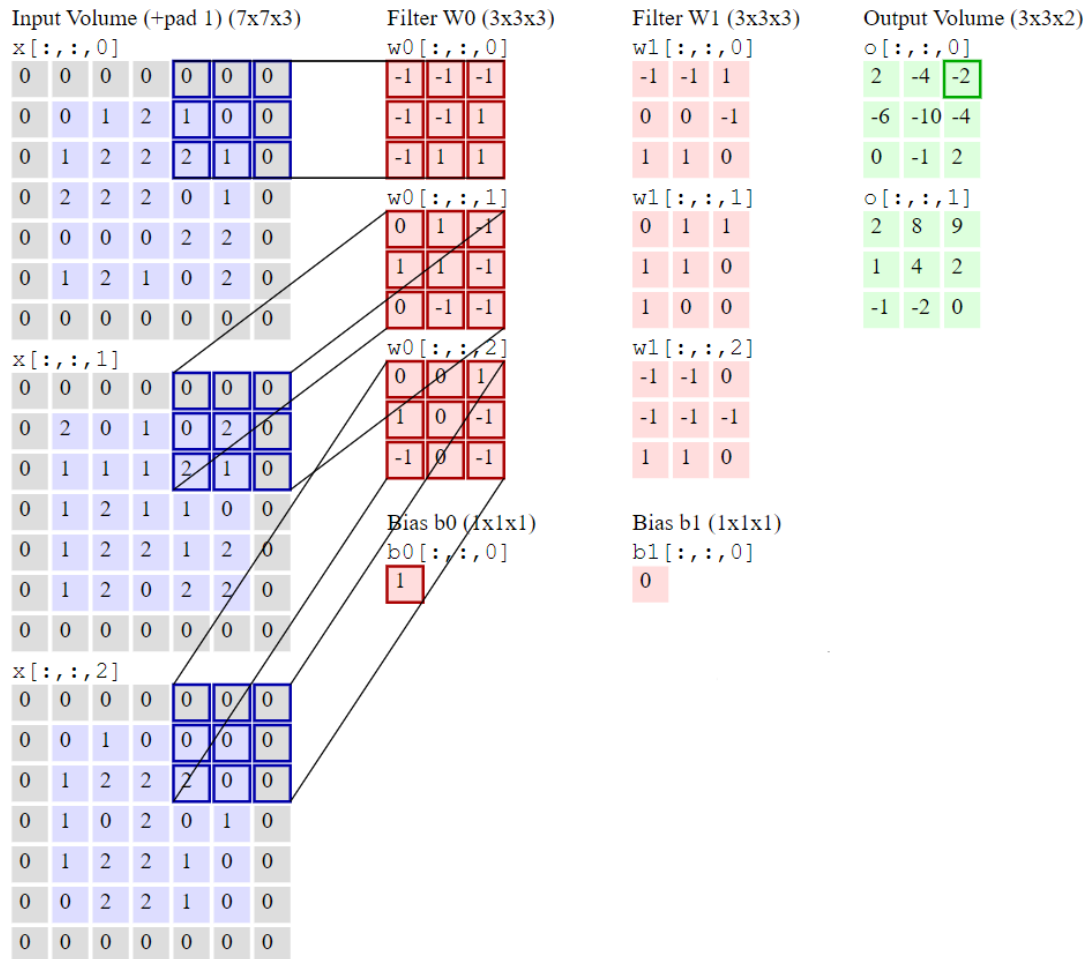 Input Volume (+pad 1) (7x7x3)
x[:,:,0]
0 0 0 0 0 0 0
0 0 1 2 1 0 0
0 1 2 2 2 1 0
0 2 2 2 0 1 0
0 0 0 0 2 2 0
0 1 2 1 0 2 0
0 0 0 0 0 0 0
x[:,:,1]
0 0 0 0 0 0 0
0 2 0 1 0 2 0
0 1 1 1 2 1 0
0 1 2 1 1 0 0
0 1 2 2 1 2 0
0 1 2 0 2 2 0
0 0 0 0 0 0 0
x[:,:,2]
0 0 0 0 0 0 0
0 0 1 0 0 0 0
0 1 2 2 2 0 0
0 1 0 2 0 1 0
0 1 2 2 1 0 0
0 0 2 2 1 0 0
0 0 0 0 0 0 0
Filter W0 (3x3x3)
w0[:,:,0]
-1 -1 -1
-1 -1 1
-1 1 1
w0[:,:,1]
0 1 -1
1 1 -1
0 -1 -1
w0[:,:,2]
0 0 1
1 0 -1
-1 0 -1
Bias b0 (1x1x1)
b0[:,:,0]
1
Filter W1 (3x3x3)
w1[:,:,0]
-1 -1 1
0 0 -1
1 1 0
w1[:,:,1]
0 1 1
1 1 0
1 0 0
w1[:,:,2]
-1 -1 0
-1 -1 -1
1 1 0
Bias b1 (1x1x1)
b1[:,:,0]
0
Output Volume (3x3x2)
o[:,:,0]
2 -4 -2
-6 -10 -4
0 -1 2
o[:,:,1]
2 8 9
1 4 2
-1 -2 0